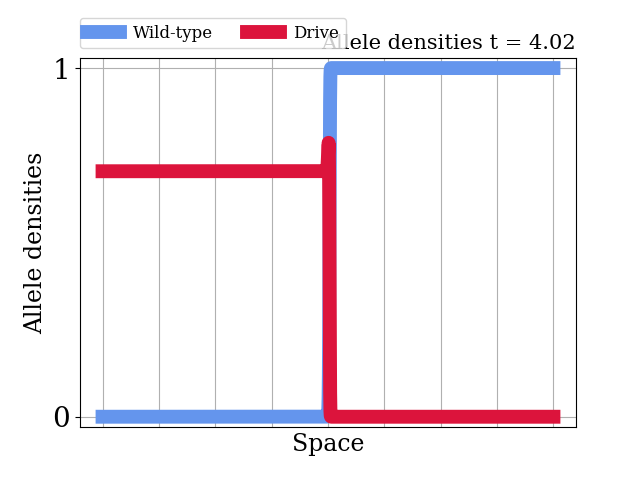 Wild-type
Drive
Allele densities t = 4.02
1
Allele densities
0
Space